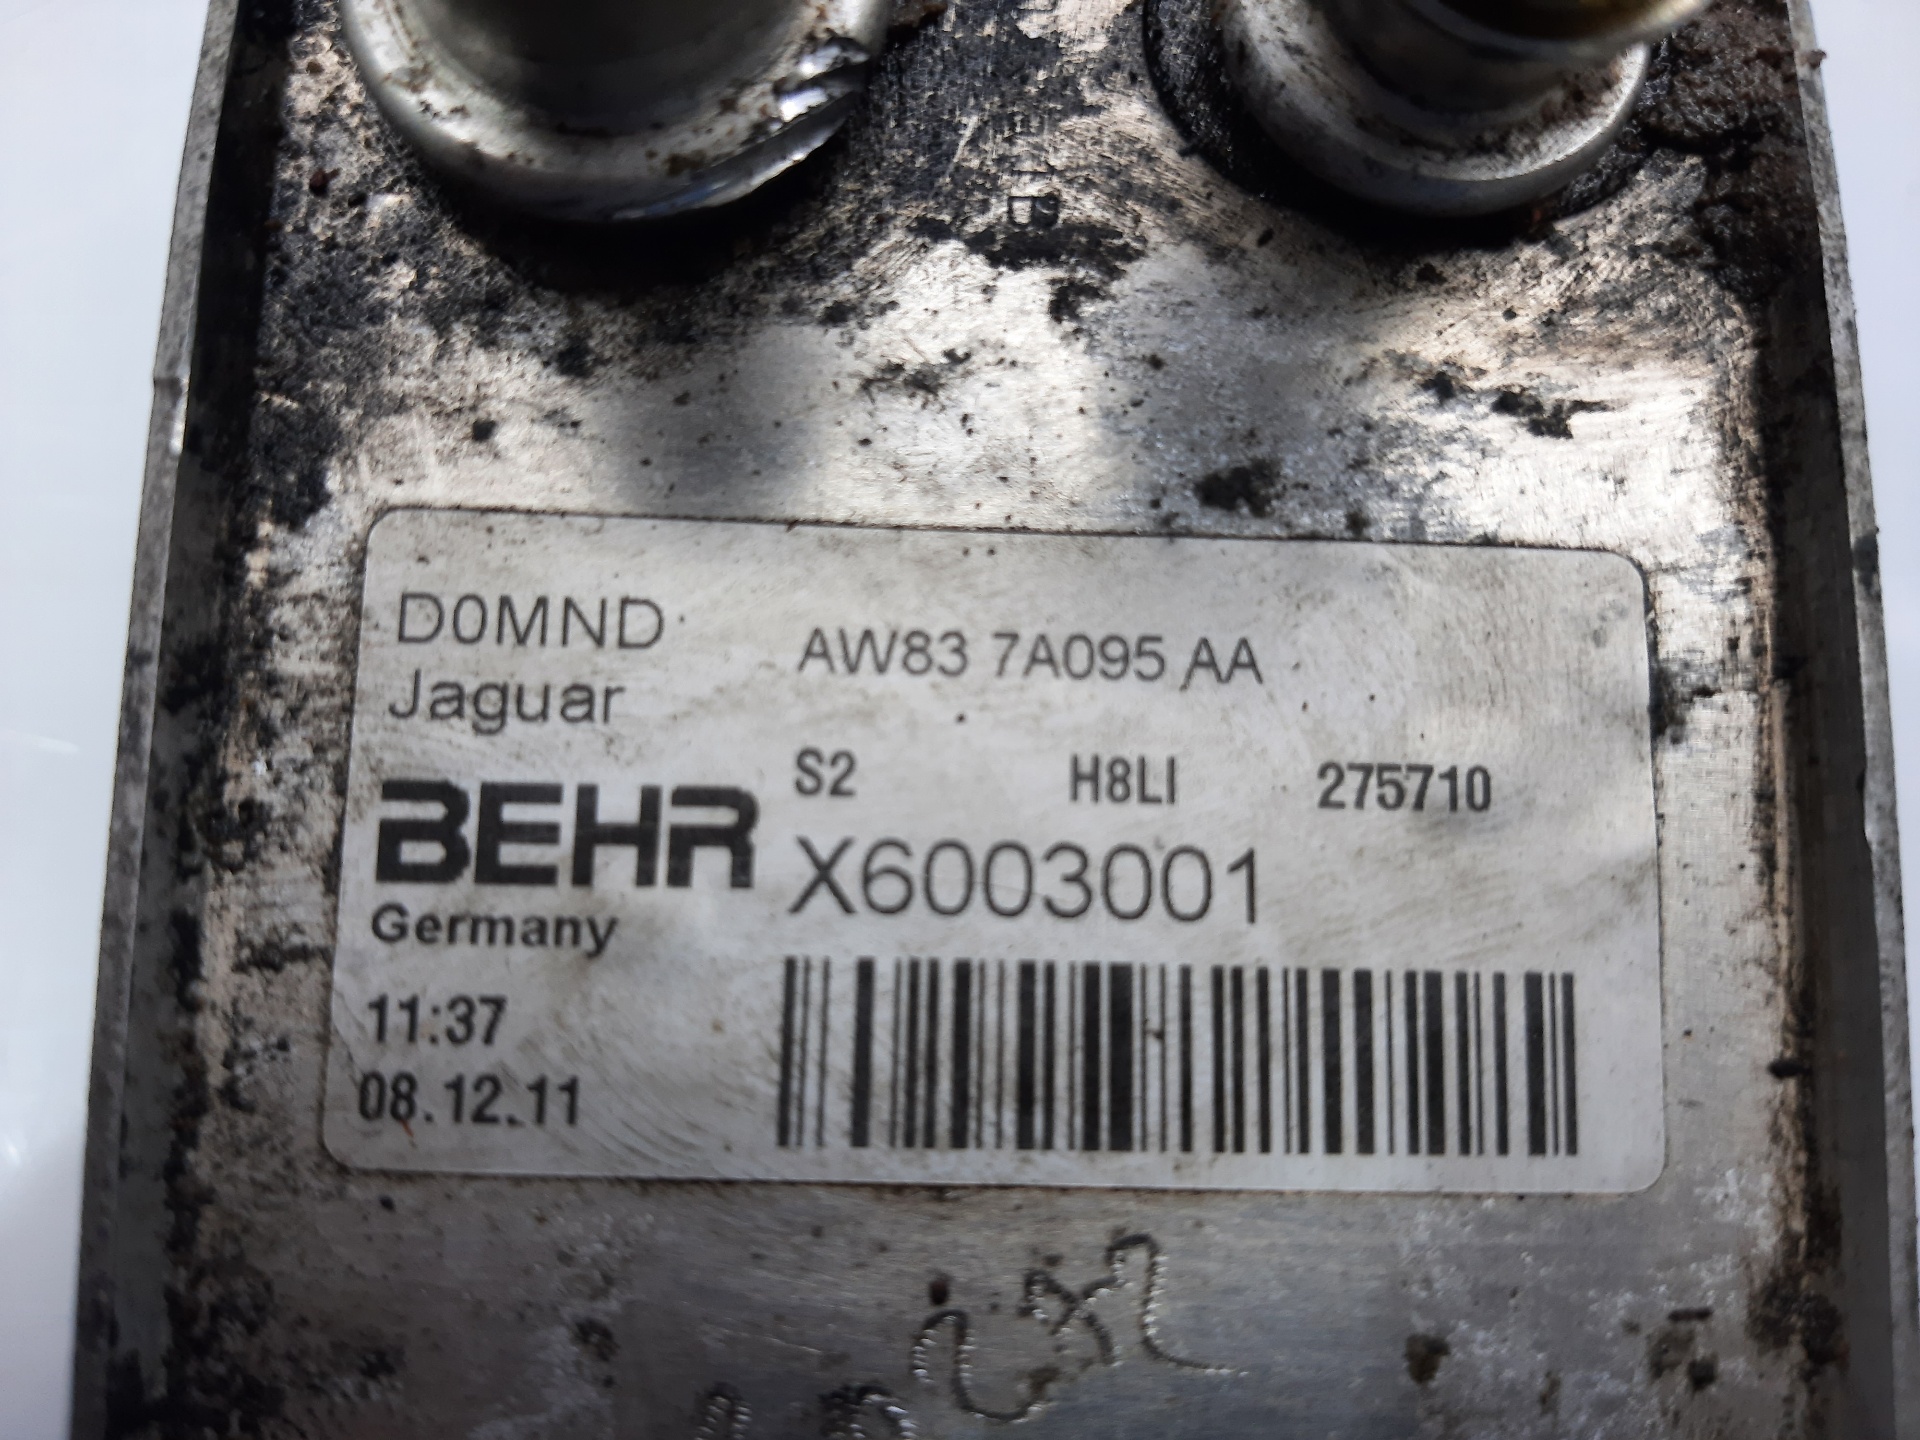 D0MND
AW83 7A095 AA
Jaguar
S2 H8LI 275710
BEHR
X6003001
Germany
11:37
08.12.11